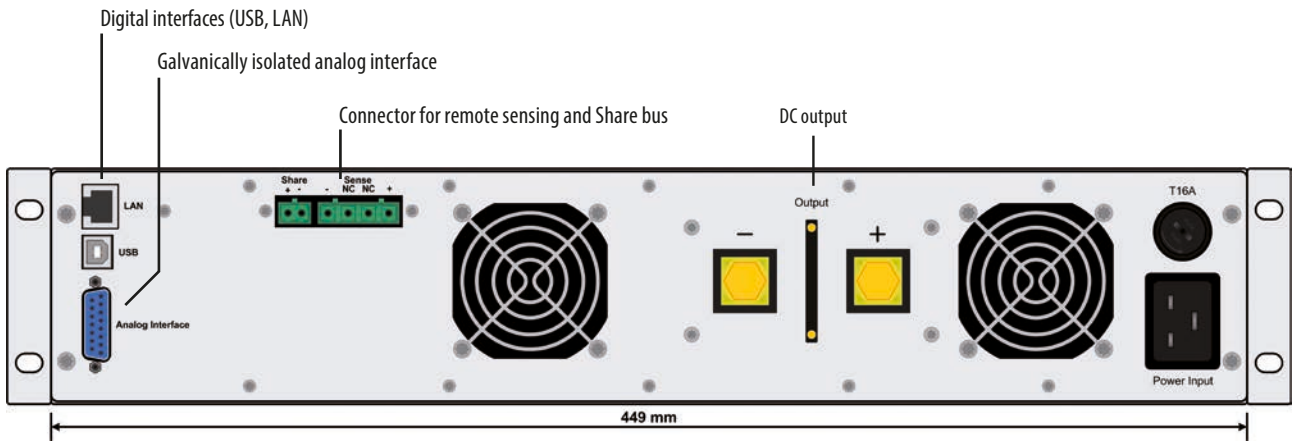 Digital interfaces (USB, LAN)
Galvanically isolated analog interface
Connector for remote sensing and Share bus
DC output
Share
+ -
Sense
- NC NC +
LAN
USB
Analog Interface
Output
- +
T16A
Power Input
449 mm